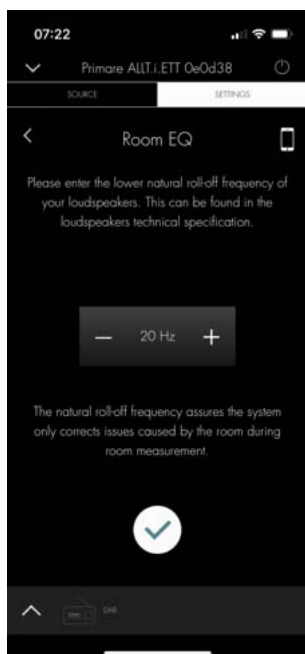 07:22
Primare ALLT.i.ETT 0e0d38
SOURCE SETTINGS
Room EQ
Please enter the lower natural roll-off frequency of
your loudspeakers. This can be found in the
loudspeakers technical specification.
— 20 Hz +
The natural roll-off frequency assures the system
only corrects issues caused by the room during
room measurement.
DAB